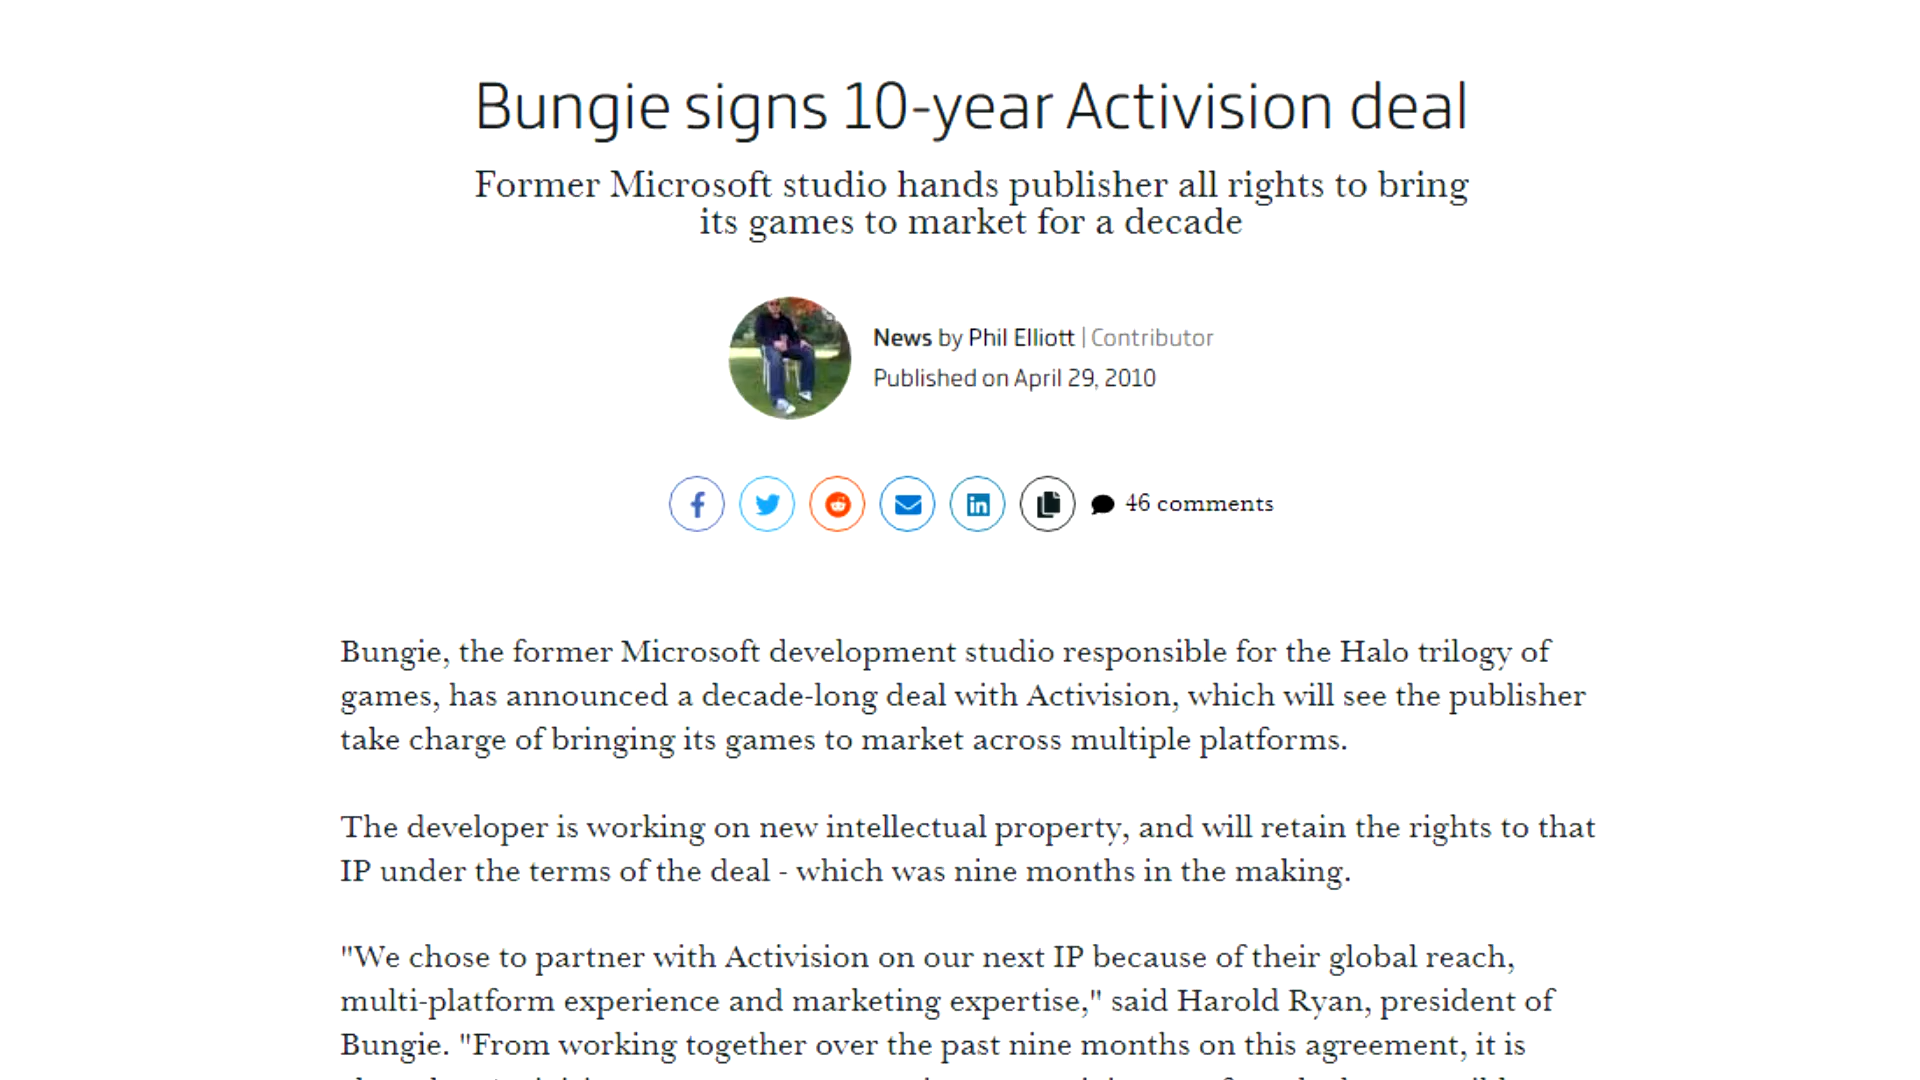 Bungie signs 10-year Activision deal
Former Microsoft studio hands publisher all rights to bring
its games to market for a decade
News by Phil Elliott | Contributor
Published on April 29, 2010
46 comments
Bungie, the former Microsoft development studio responsible for the Halo trilogy of
games, has announced a decade-long deal with Activision, which will see the publisher
take charge of bringing its games to market across multiple platforms.
The developer is working on new intellectual property, and will retain the rights to that
IP under the terms of the deal - which was nine months in the making.
"We chose to partner with Activision on our next IP because of their global reach,
multi-platform experience and marketing expertise," said Harold Ryan, president of
Bungie. "From working together over the past nine months on this agreement, it is